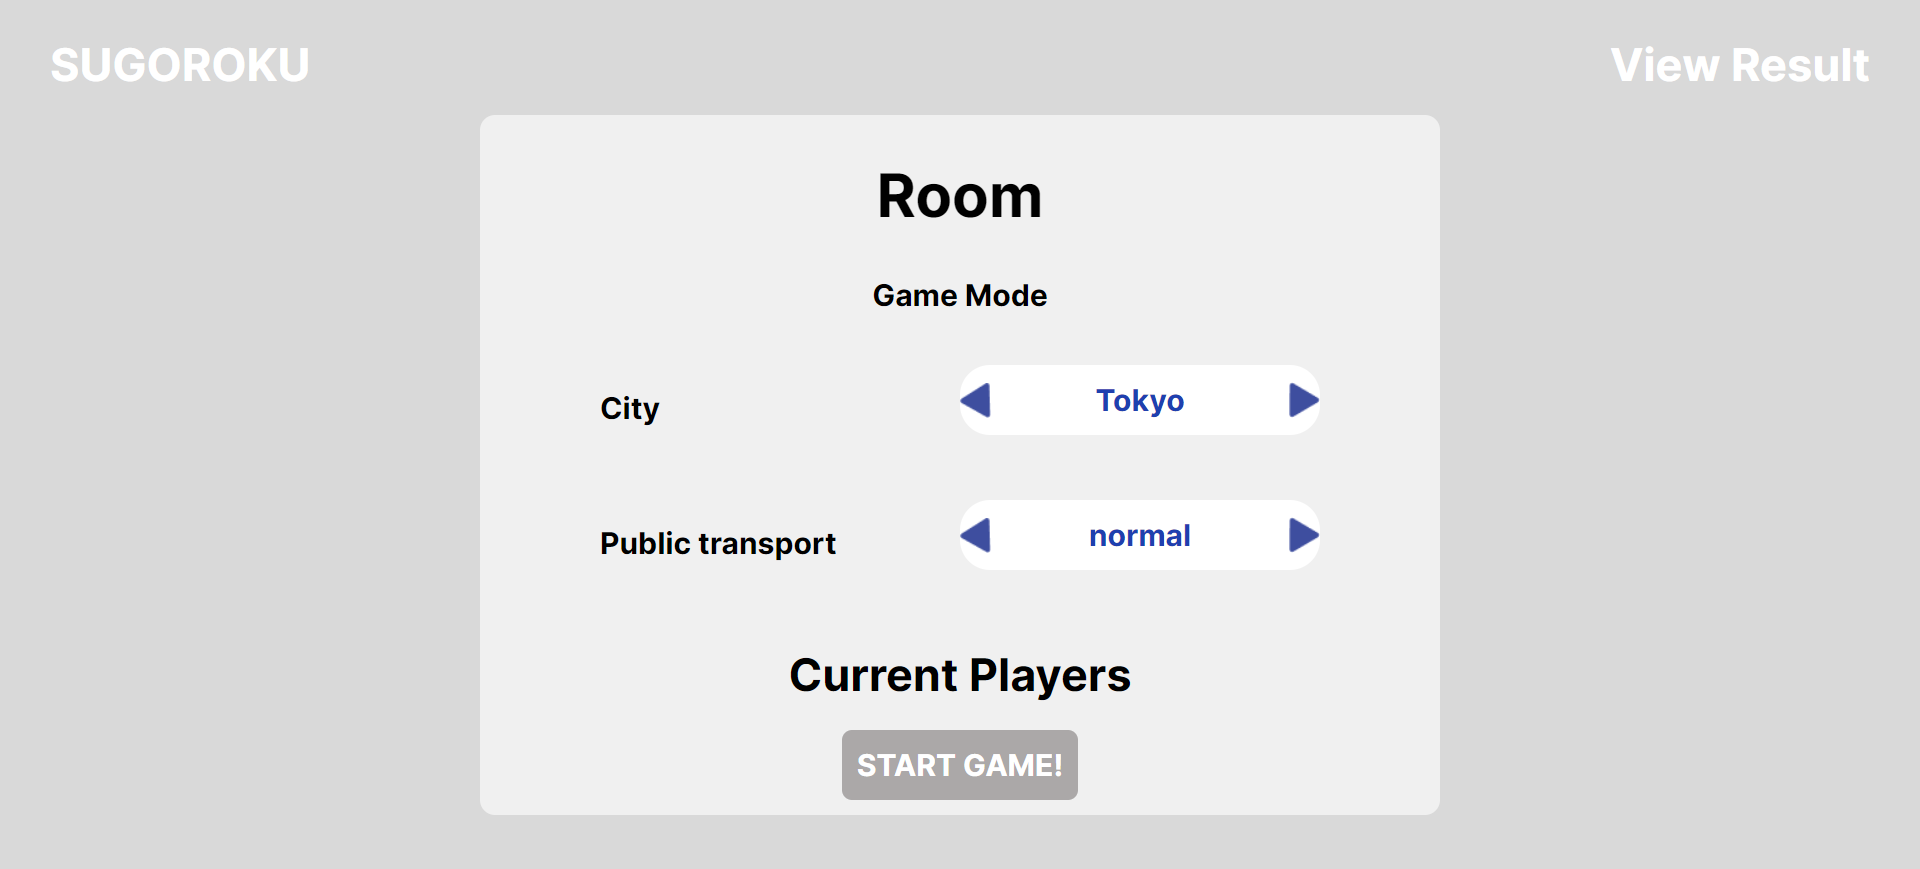 SUGOROKU
View Result
Room
Game Mode
City
Tokyo
Public transport
normal
Current Players
START GAME!